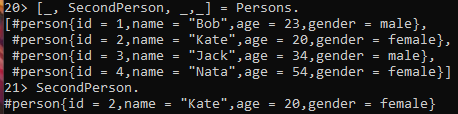 20> [_, SecondPerson, _,_] = Persons.
[#person{id = 1,name = "Bob",age = 23,gender = male},
 #person{id = 2,name = "Kate",age = 20,gender = female},
 #person{id = 3,name = "Jack",age = 34,gender = male},
 #person{id = 4,name = "Nata",age = 54,gender = female}]
21> SecondPerson.
#person{id = 2,name = "Kate",age = 20,gender = female}